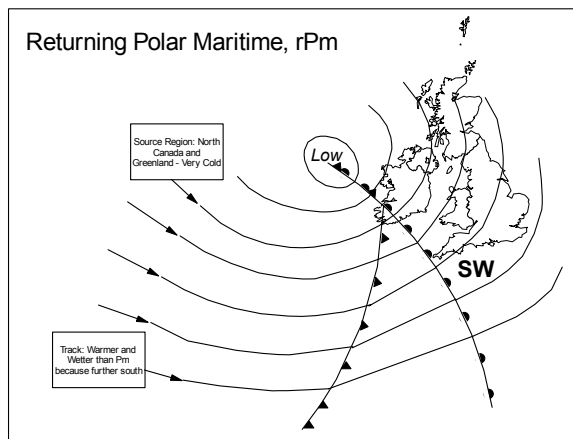 Returning Polar Maritime, rPm
Source Region: North
Canada and
Greenland - Very Cold
Low
SW
Track: Warmer and
Wetter than Pm
because further south